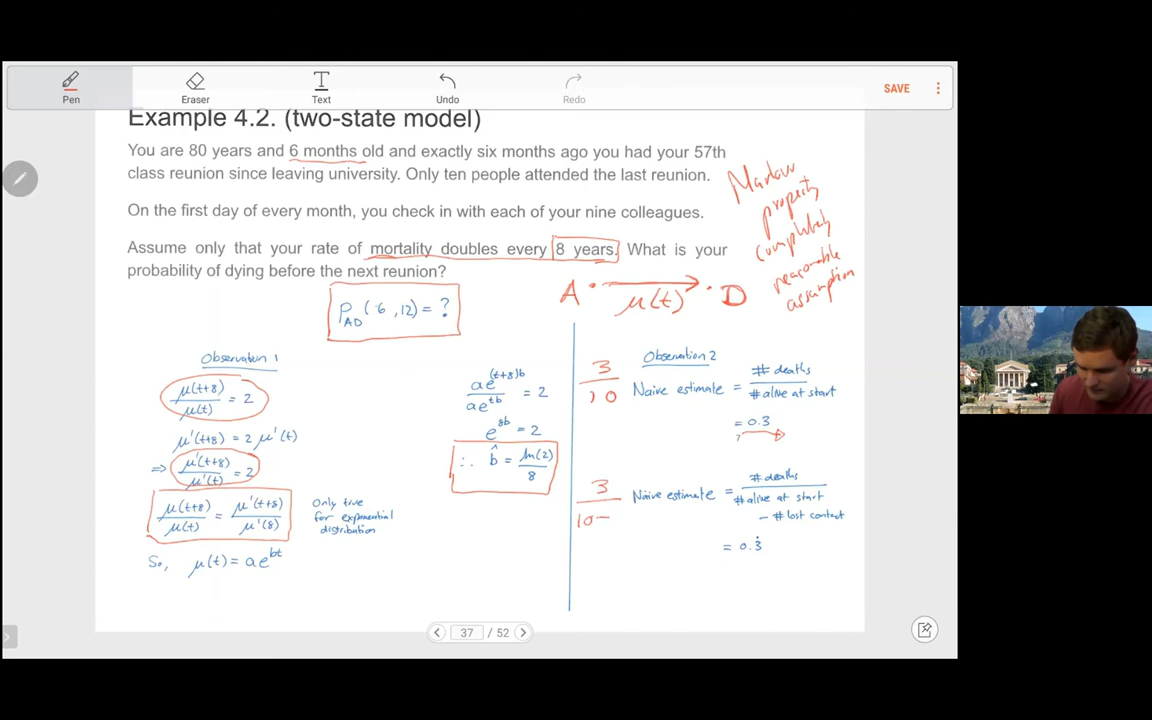 Pen
Eraser
Text
Undo
Redo
SAVE
Example 4.2. (two-state model)
You are 80 years and 6 months old and exactly six months ago you had your 57th
class reunion since leaving university. Only ten people attended the last reunion.
On the first day of every month, you check in with each of your nine colleagues.
Assume only that your rate of mortality doubles every 8 years. What is your
probability of dying before the next reunion?
Markov
property
completely
reasonable
assumption
A μ(t) D
P_AD (6,12) = ?
Observation 1
μ(t+8)/μ(t) = 2
μ'(t+8) = 2 μ'(t)
⇒ μ'(t+8)/μ'(t) = 2
μ(t+8)/μ(t) = μ'(t+8)/μ'(8)
Only true
for exponential
distribution
So, μ(t) = ae^bt
ae^(t+8)b/ae^tb = 2
e^8b = 2
∴ b̂ = ln(2)/8
Observation 2
3/10
Naive estimate = # deaths/# alive at start
= 0.3
3/10-
Naive estimate = # deaths/# alive at start
- # lost contact
= 0.3̇
37 / 52